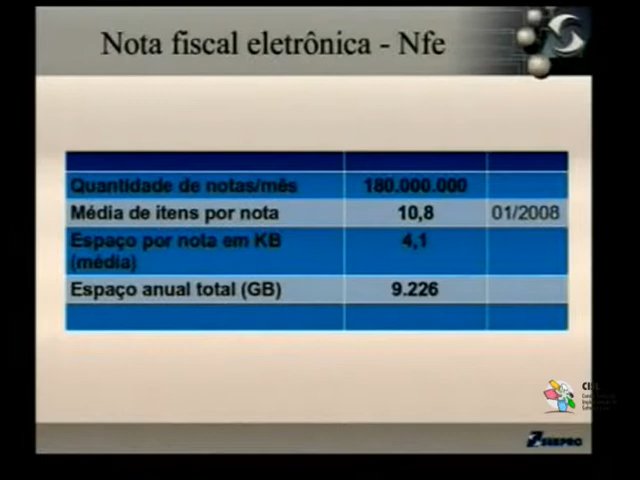 Nota fiscal eletrônica - Nfe
Quantidade de notas/mês 180.000.000
Média de itens por nota 10,8 01/2008
Espaço por nota em KB 4,1
(média)
Espaço anual total (GB) 9.226
SERPRO